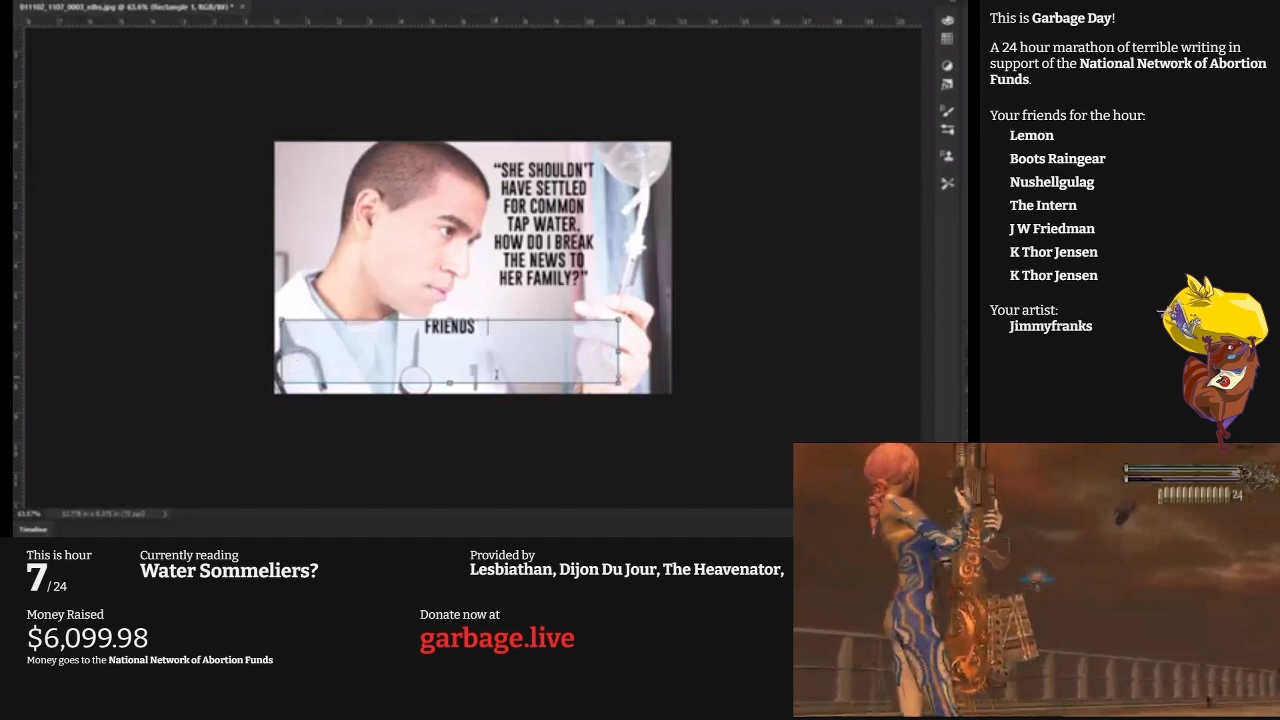 “SHE SHOULDN'T
HAVE SETTLED
FOR COMMON
TAP WATER.
HOW DO I BREAK
THE NEWS TO
HER FAMILY?”
FRIENDS
Timeline
This is Garbage Day!
A 24 hour marathon of terrible writing in
support of the National Network of Abortion
Funds.
Your friends for the hour:
Lemon
Boots Raingear
Nushellgulag
The Intern
J W Friedman
K Thor Jensen
K Thor Jensen
Your artist:
Jimmyfranks
24
This is hour
7/24
Currently reading
Water Sommeliers?
Provided by
Lesbiathan, Dijon Du Jour, The Heavenator,
Money Raised
$6,099.98
Money goes to the National Network of Abortion Funds
Donate now at
garbage.live